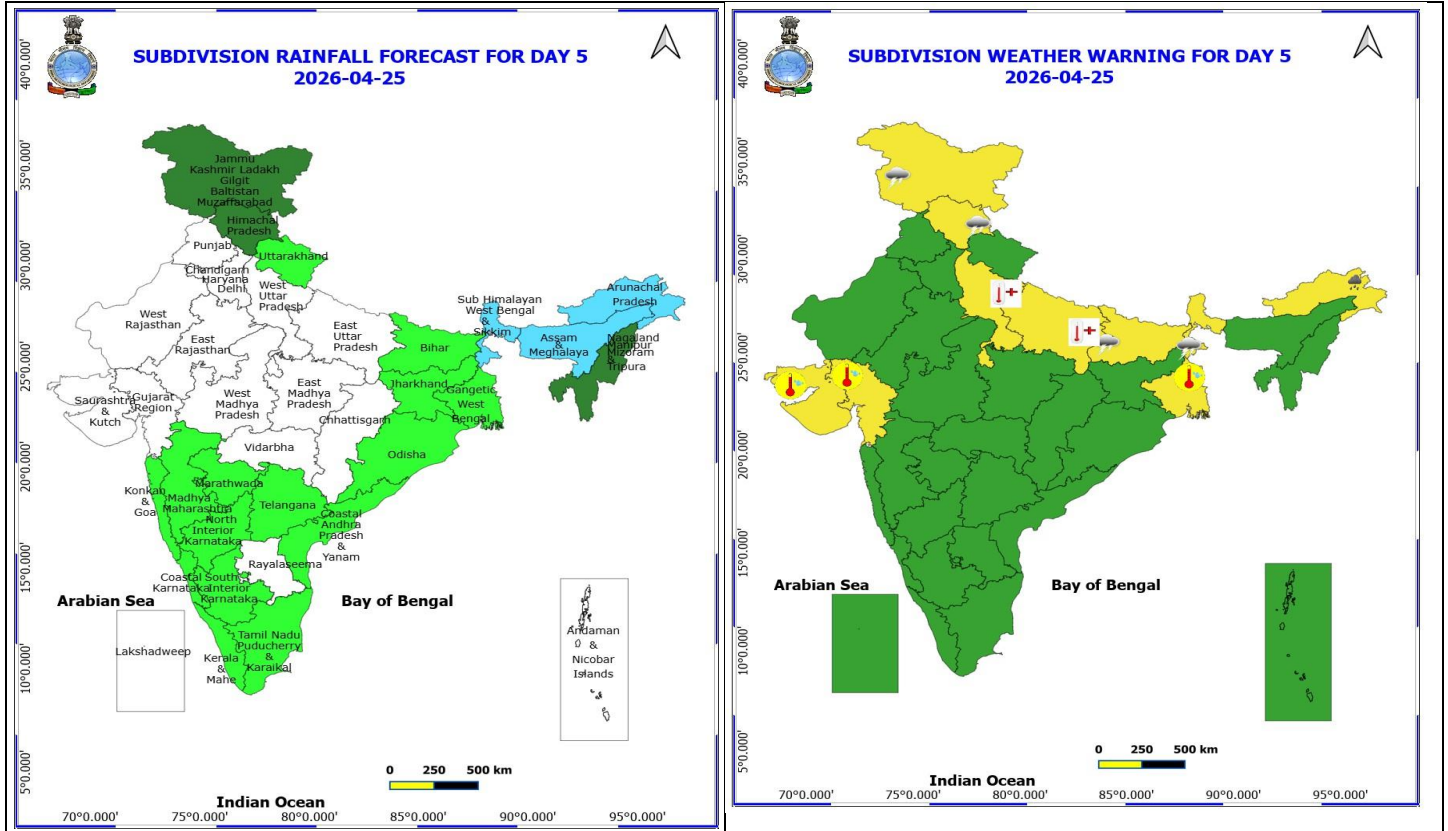 SUBDIVISION RAINFALL FORECAST FOR DAY 5
2026-04-25
40°0.000'
35°0.000'
30°0.000'
25°0.000'
20°0.000'
15°0.000'
10°0.000'
5°0.000'
Jammu
Kashmir Ladakh
Gilgit
Baltistan
Muzaffarabad
Himachal
Pradesh
Punjab
Uttarakhand
Chandigarh
Haryana
Delhi
West
Uttar
Pradesh
West
Rajasthan
East
Rajasthan
East
Uttar
Pradesh
Sub Himalayan
West Bengal
&
Sikkim
Arunachal
Pradesh
Assam
&
Meghalaya
Nagaland
Manipur
Mizoram
&
Tripura
Bihar
Jharkhand
Gangetic
West
Bengal
Saurashtra
&
Kutch
Gujarat
Region
West
Madhya
Pradesh
East
Madhya
Pradesh
Chhattisgarh
Vidarbha
Odisha
Konkan
&
Goa
Madhya
Maharashtra
Marathwada
Telangana
North
Interior
Karnataka
Coastal
Andhra
Pradesh
&
Yanam
Rayalaseema
Coastal
Karnataka
South
Interior
Karnataka
Tamil Nadu
Puducherry
&
Karaikal
Kerala
&
Mahe
Arabian Sea
Bay of Bengal
Lakshadweep
Andaman
&
Nicobar
Islands
0 250 500 km
Indian Ocean
70°0.000' 75°0.000' 80°0.000' 85°0.000' 90°0.000' 95°0.000'
SUBDIVISION WEATHER WARNING FOR DAY 5
2026-04-25
40°0.000'
35°0.000'
30°0.000'
25°0.000'
20°0.000'
15°0.000'
10°0.000'
5°0.000'
Arabian Sea
Bay of Bengal
0 250 500 km
Indian Ocean
70°0.000' 75°0.000' 80°0.000' 85°0.000' 90°0.000' 95°0.000'